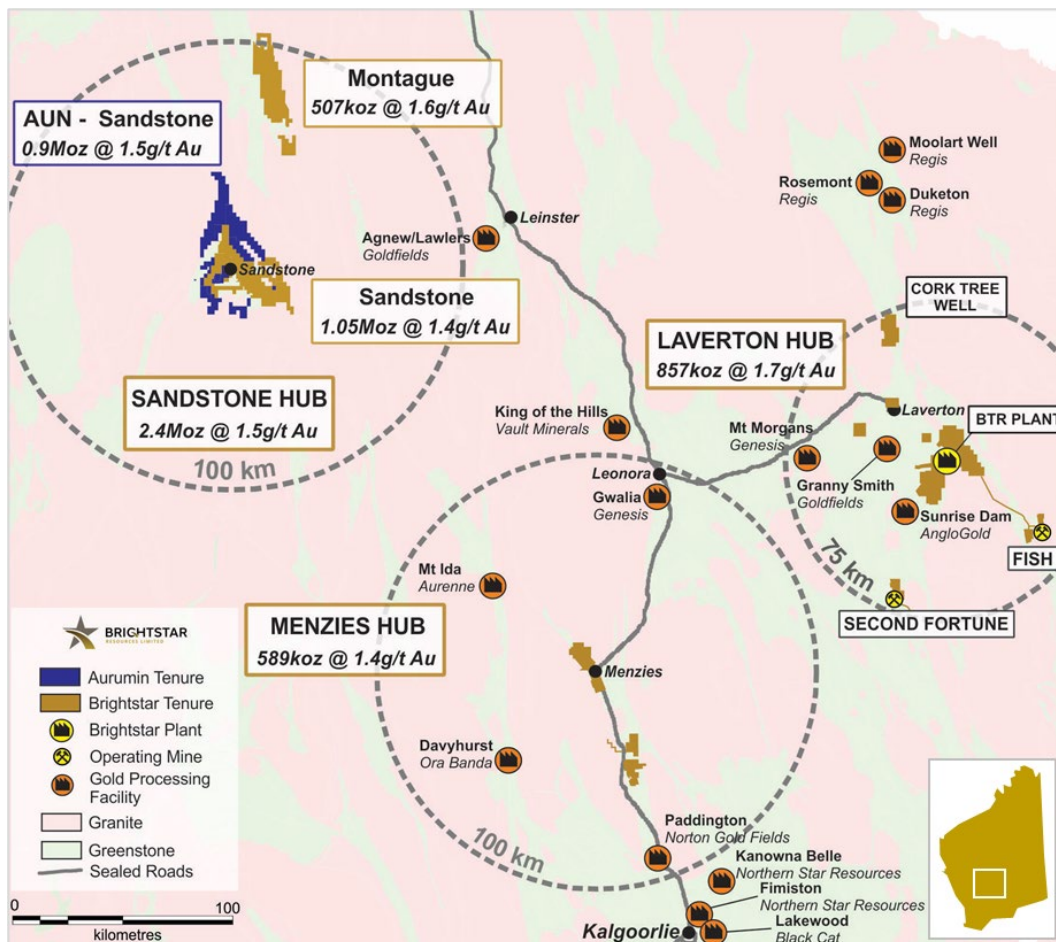 Montague
507koz @ 1.6g/t Au
AUN - Sandstone
0.9Moz @ 1.5g/t Au
Moolart Well
Regis
Rosemont
Regis
Duketon
Regis
Leinster
Agnew/Lawlers
Goldfields
Sandstone
Sandstone
1.05Moz @ 1.4g/t Au
CORK TREE
WELL
LAVERTON HUB
857koz @ 1.7g/t Au
SANDSTONE HUB
2.4Moz @ 1.5g/t Au
100 km
King of the Hills
Vault Minerals
Laverton
Mt Morgans
Genesis
BTR PLANT
Leonora
Granny Smith
Goldfields
Gwalia
Genesis
Sunrise Dam
AngloGold
75 km
FISH
Mt Ida
Aurenne
SECOND FORTUNE
MENZIES HUB
589koz @ 1.4g/t Au
Menzies
Davyhurst
Ora Banda
100 km
Paddington
Norton Gold Fields
Kanowna Belle
Northern Star Resources
Fimiston
Northern Star Resources
Lakewood
Black Cat
Kalgoorlie
BRIGHTSTAR
RESOURCES LIMITED
Aurumin Tenure
Brightstar Tenure
Brightstar Plant
Operating Mine
Gold Processing
Facility
Granite
Greenstone
Sealed Roads
0 100
kilometres